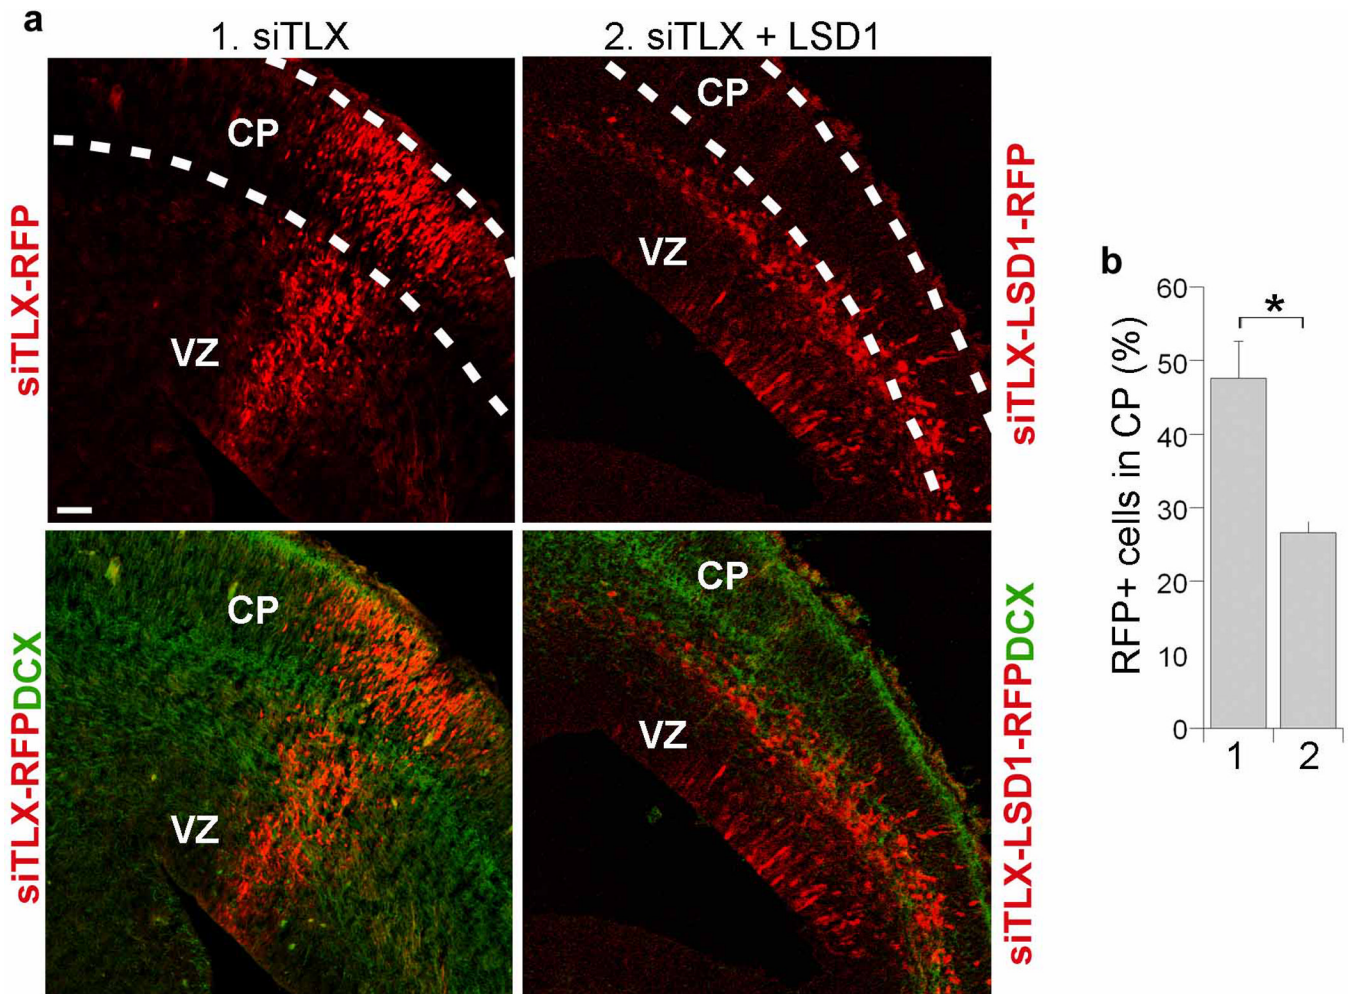 a
1. siTLX
2. siTLX + LSD1
siTLX-RFP
CP
VZ
CP
VZ
siTLX-LSD1-RFP
siTLX-RFPDCX
CP
VZ
CP
VZ
siTLX-LSD1-RFPDCX
b
RFP+ cells in CP (%)
60
50
40
30
20
10
0
*
1 2